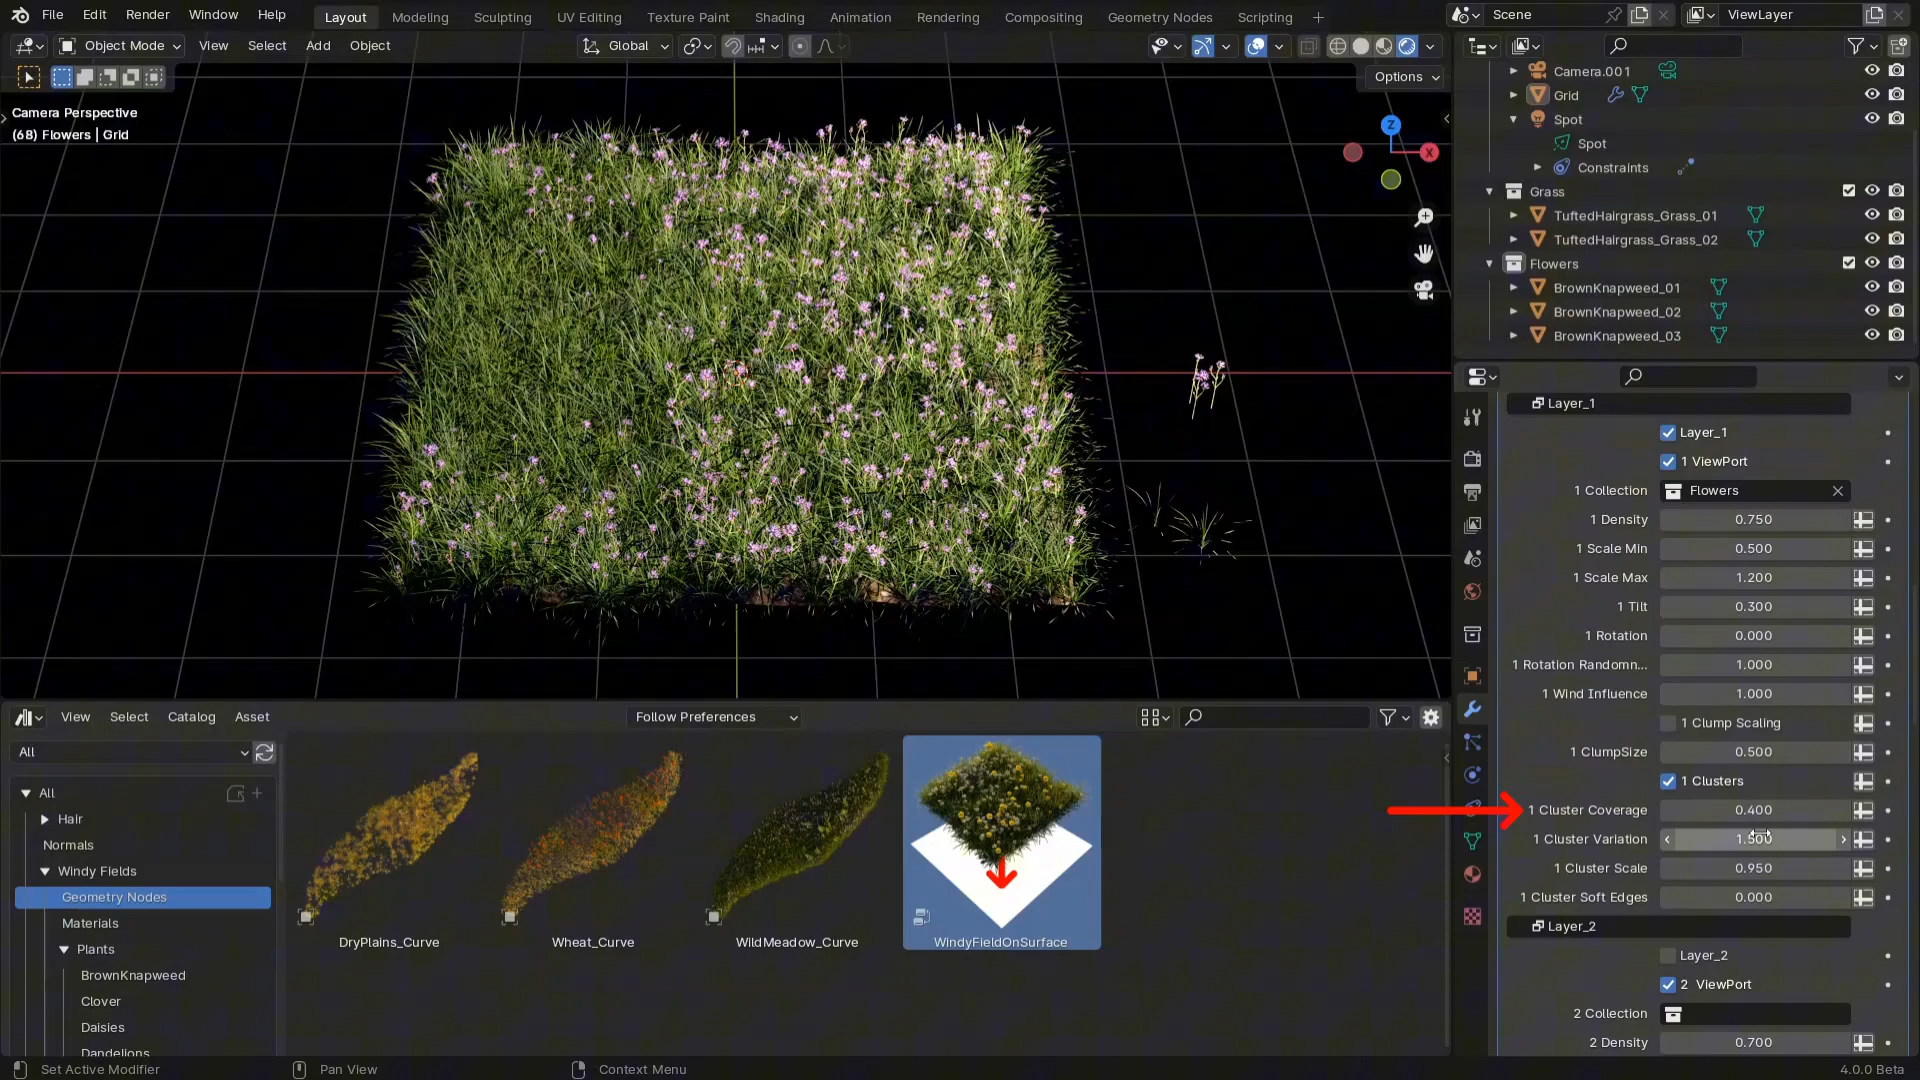 File Edit Render Window Help
Layout Modeling Sculpting UV Editing Texture Paint Shading Animation Rendering Compositing Geometry Nodes Scripting
Scene
ViewLayer
Object Mode View Select Add Object
Global
Options
Camera Perspective
(68) Flowers | Grid
Z
X
Camera.001
Grid
Spot
Spot
Constraints
Grass
TuftedHairgrass_Grass_01
TuftedHairgrass_Grass_02
Flowers
BrownKnapweed_01
BrownKnapweed_02
BrownKnapweed_03
Layer_1
Layer_1
1 ViewPort
1 Collection Flowers
1 Density 0.750
1 Scale Min 0.500
1 Scale Max 1.200
1 Tilt 0.300
1 Rotation 0.000
1 Rotation Randomn... 1.000
1 Wind Influence 1.000
1 Clump Scaling
1 ClumpSize 0.500
1 Clusters
1 Cluster Coverage 0.400
1 Cluster Variation 1.500
1 Cluster Scale 0.950
1 Cluster Soft Edges 0.000
Layer_2
Layer_2
2 ViewPort
2 Collection
2 Density 0.700
View Select Catalog Asset
Follow Preferences
All
All
Hair
Normals
Windy Fields
Geometry Nodes
Materials
Plants
BrownKnapweed
Clover
Daisies
Dandelions
DryPlains_Curve
Wheat_Curve
WildMeadow_Curve
WindyFieldOnSurface
Set Active Modifier
Pan View
Context Menu
4.0.0 Beta